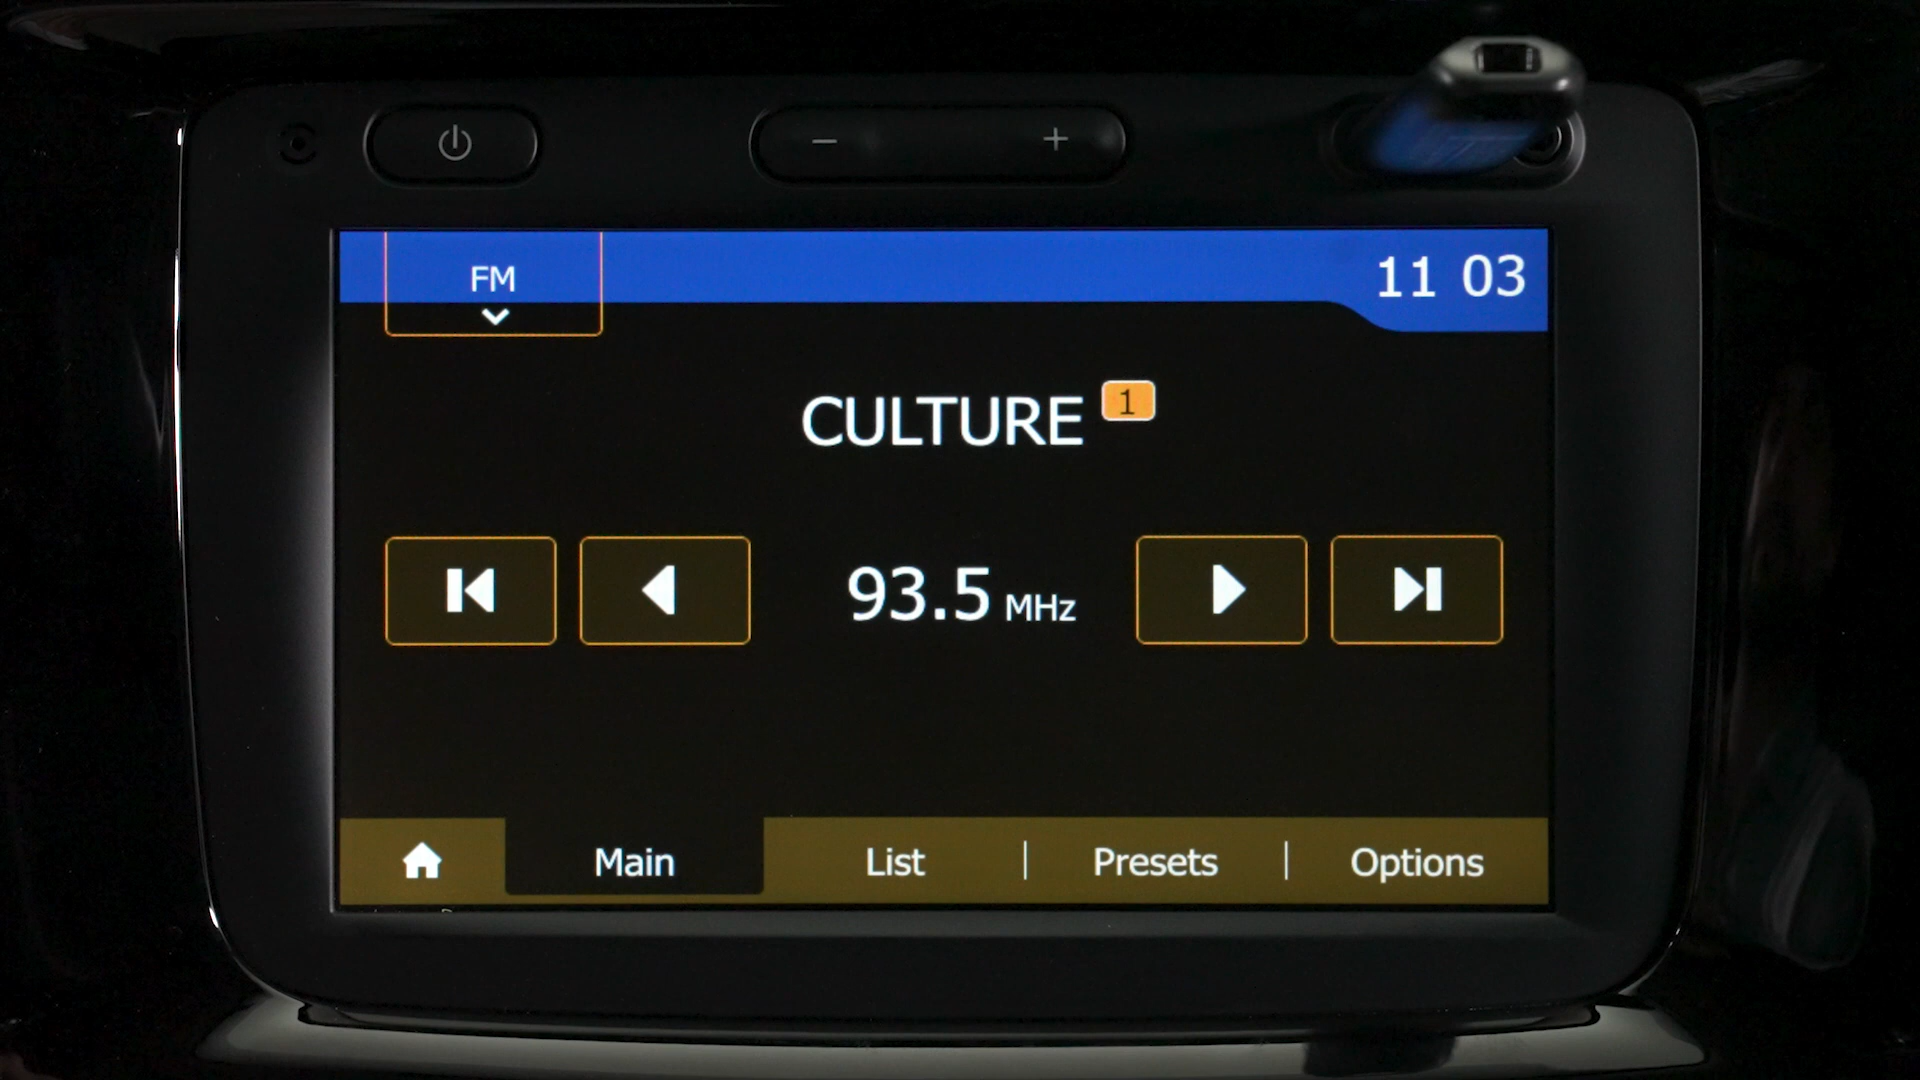 FM
11 03
CULTURE 1
93.5 MHz
Main List Presets Options